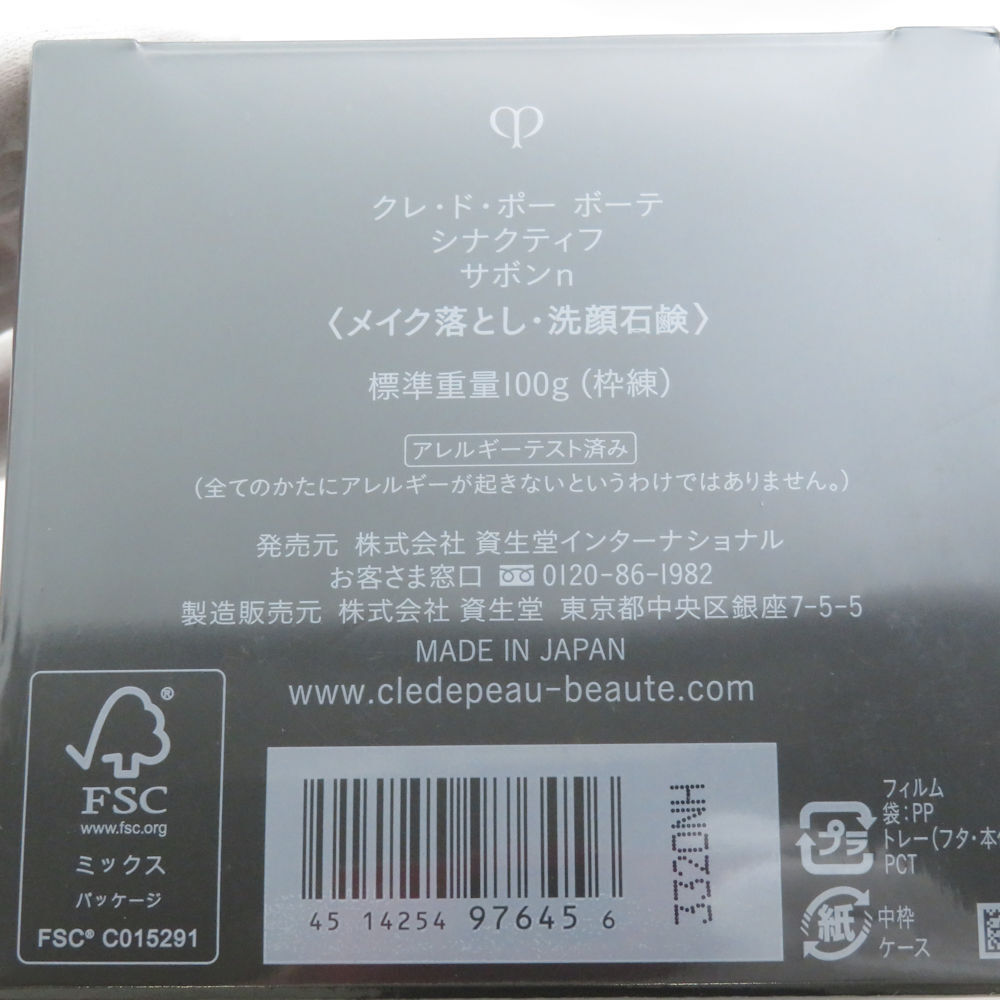 クレ・ド・ポー ボーテ
シナクティフ
サボンn
〈メイク落とし・洗顔石鹸〉
標準重量100g（枠練）
アレルギーテスト済み
（全てのかたにアレルギーが起きないというわけではありません。）
発売元 株式会社 資生堂インターナショナル
お客さま窓口 0120-86-1982
製造販売元 株式会社 資生堂 東京都中央区銀座7-5-5
MADE IN JAPAN
www.cledepeau-beaute.com
FSC®
www.fsc.org
ミックス
パッケージ
FSC® C015291
45 14254 97645 6
プラ
フィルム
袋：PP
トレー（フタ・本
PCT
紙
中枠
ケース